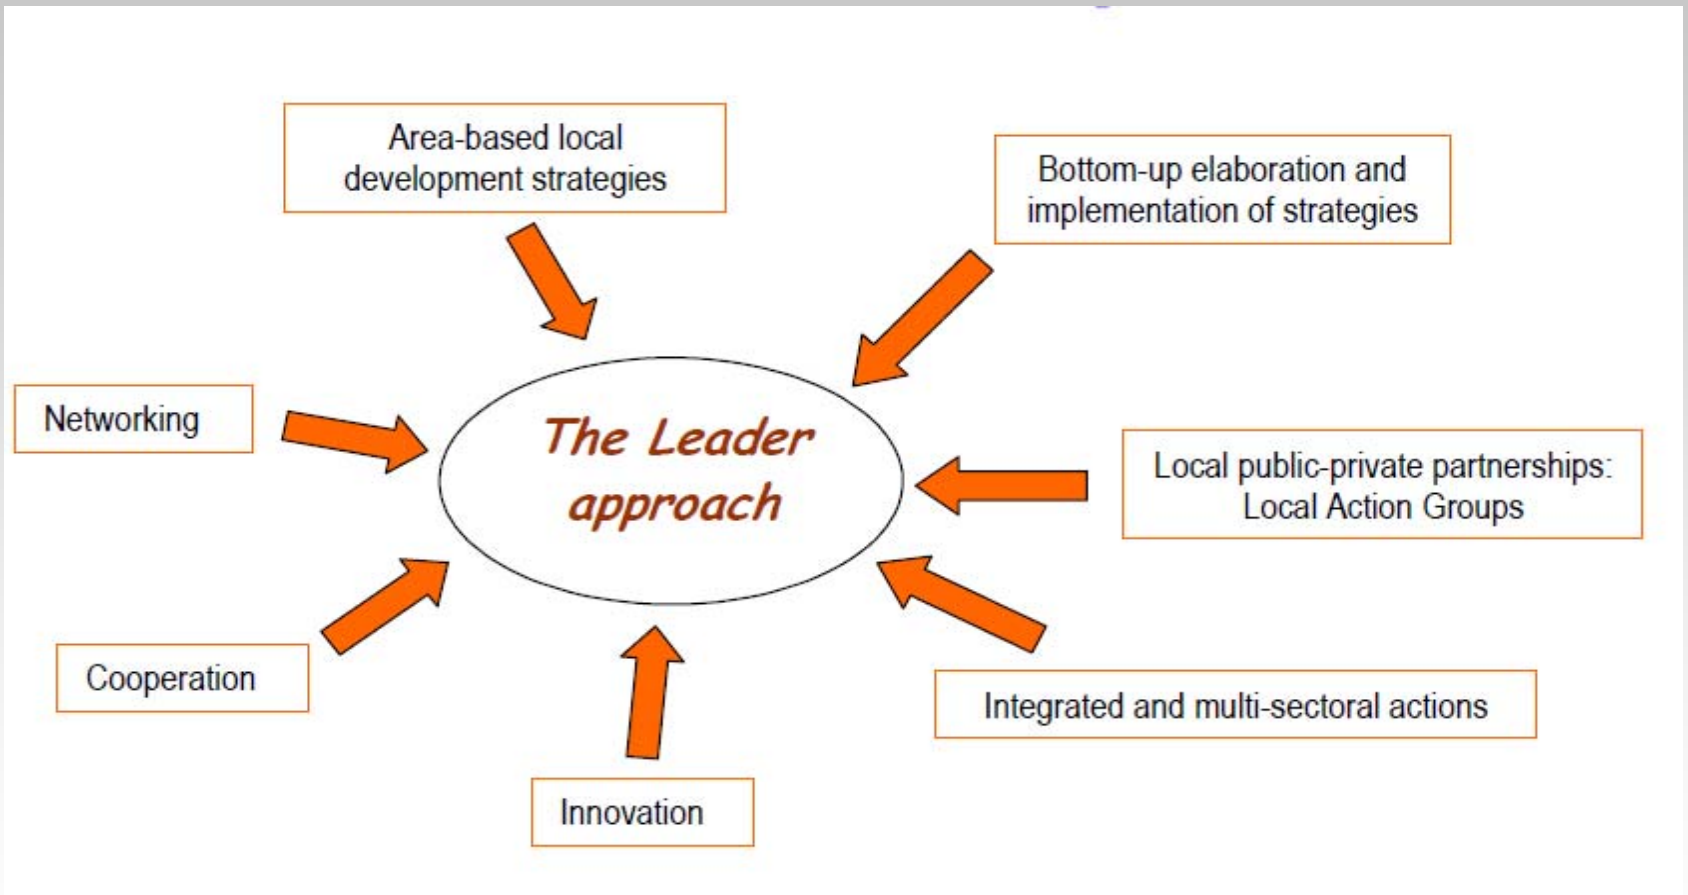 Area-based local
development strategies
Bottom-up elaboration and
implementation of strategies
Networking
The Leader
approach
Local public-private partnerships:
Local Action Groups
Cooperation
Integrated and multi-sectoral actions
Innovation